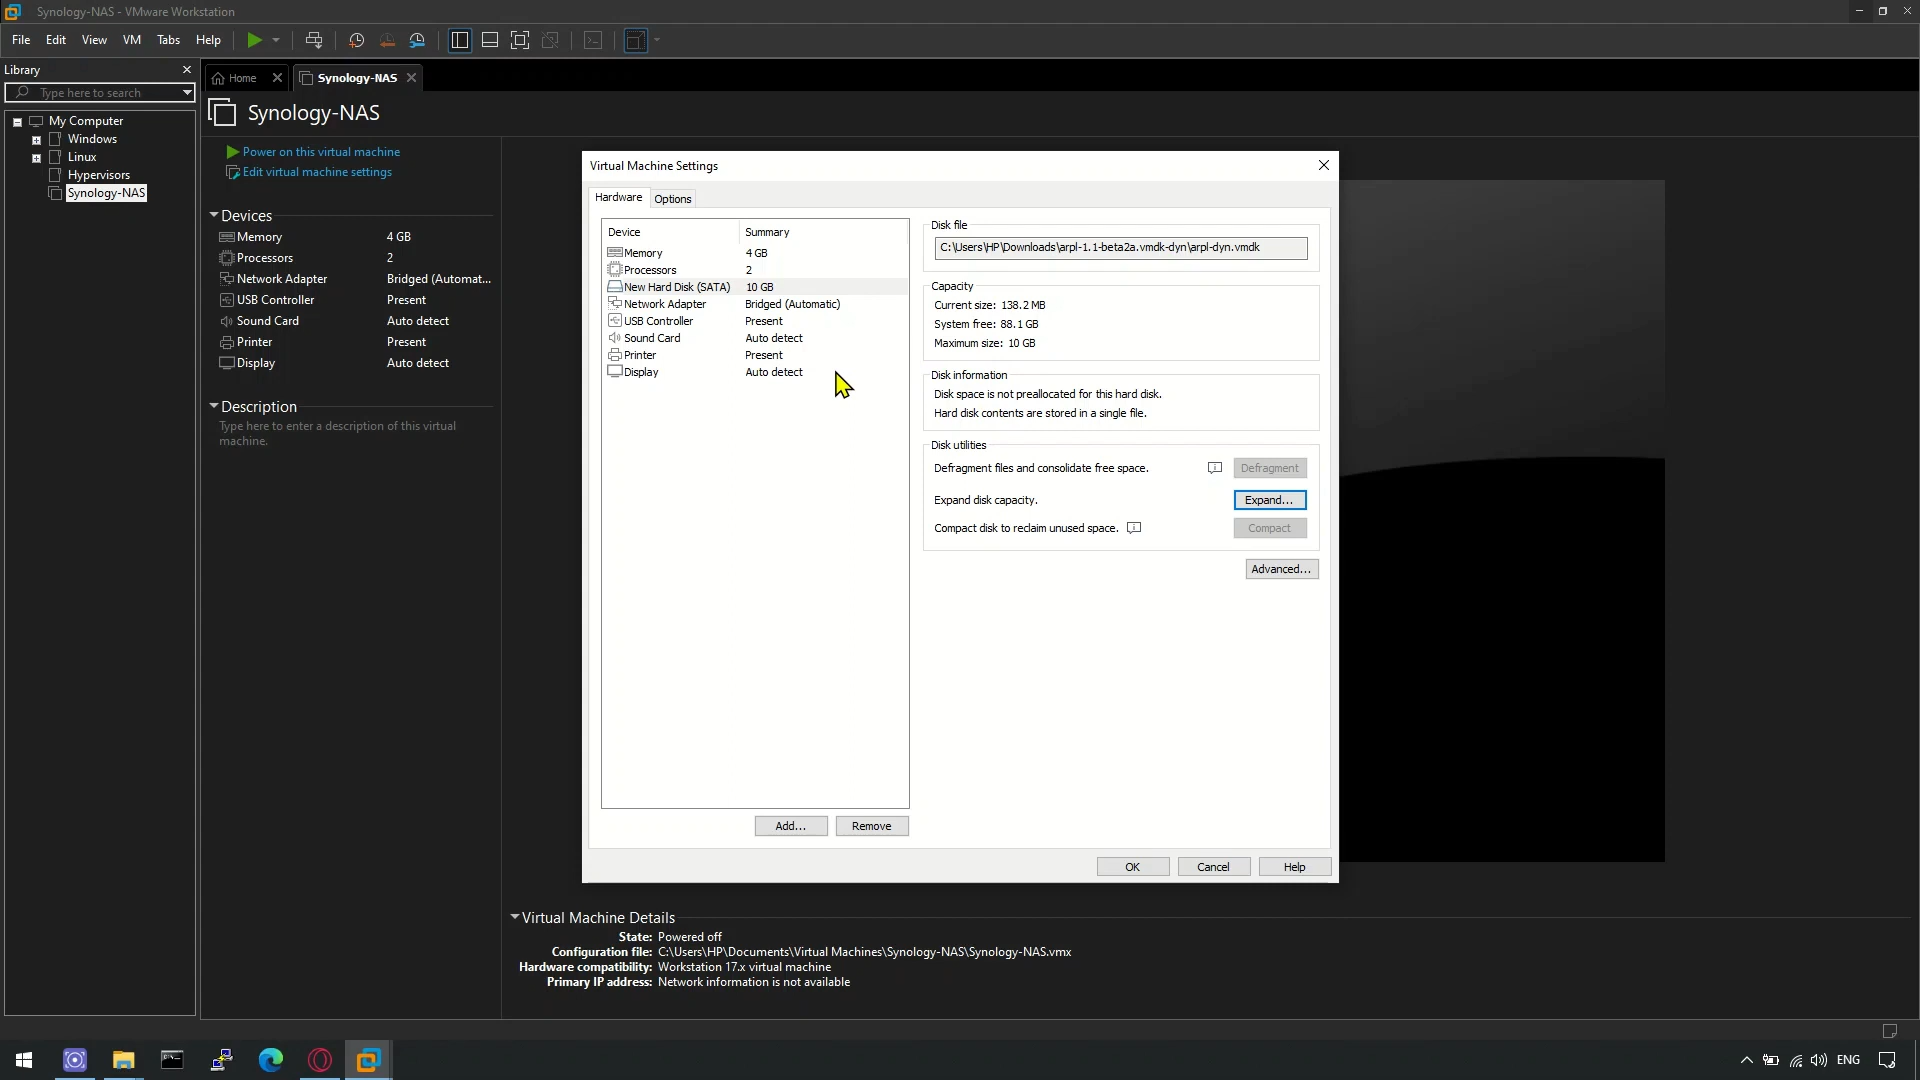 Synology-NAS - VMware Workstation
File Edit View VM Tabs Help
Library
Type here to search
My Computer
Windows
Linux
Hypervisors
Synology-NAS
Home
Synology-NAS
Synology-NAS
Power on this virtual machine
Edit virtual machine settings
Devices
Memory 4 GB
Processors 2
Network Adapter Bridged (Automat...
USB Controller Present
Sound Card Auto detect
Printer Present
Display Auto detect
Description
Type here to enter a description of this virtual
machine.
Virtual Machine Settings
Hardware Options
Device Summary
Memory 4 GB
Processors 2
New Hard Disk (SATA) 10 GB
Network Adapter Bridged (Automatic)
USB Controller Present
Sound Card Auto detect
Printer Present
Display Auto detect
Add... Remove
Disk file
C:\Users\HP\Downloads\arpl-1.1-beta2a.vmdk-dyn\arpl-dyn.vmdk
Capacity
Current size: 138.2 MB
System free: 88.1 GB
Maximum size: 10 GB
Disk information
Disk space is not preallocated for this hard disk.
Hard disk contents are stored in a single file.
Disk utilities
Defragment files and consolidate free space. Defragment
Expand disk capacity. Expand...
Compact disk to reclaim unused space. Compact
Advanced...
OK Cancel Help
Virtual Machine Details
State: Powered off
Configuration file: C:\Users\HP\Documents\Virtual Machines\Synology-NAS\Synology-NAS.vmx
Hardware compatibility: Workstation 17.x virtual machine
Primary IP address: Network information is not available
ENG